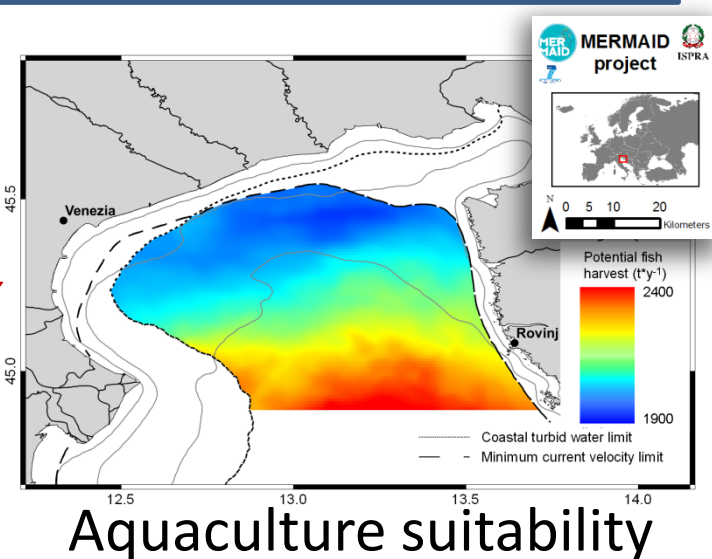 MER
MAID
MERMAID
project
ISPRA
N
0 5 10 20
Kilometers
45.5
Venezia
Potential fish
harvest (t*y-1)
2400
Rovinj
45.0
1900
Coastal turbid water limit
Minimum current velocity limit
12.5 13.0 13.5 14.0
Aquaculture suitability